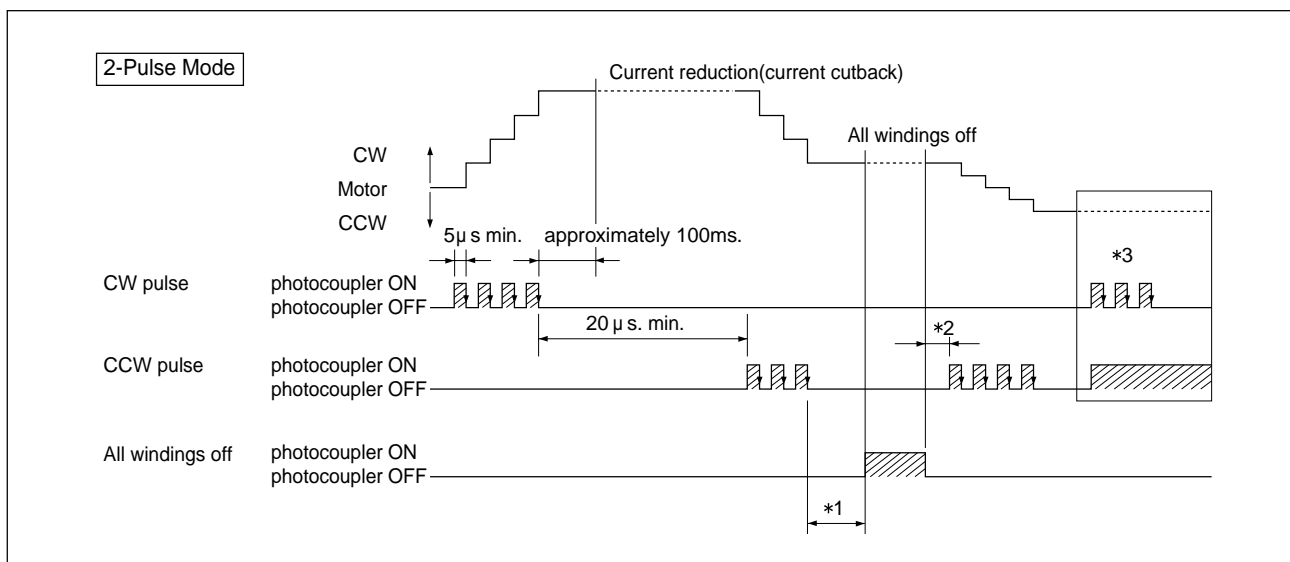 2-Pulse Mode
Current reduction(current cutback)
All windings off
CW
Motor
CCW
5μs min.
approximately 100ms.
*3
CW pulse
photocoupler ON
photocoupler OFF
20μs. min.
*2
CCW pulse
photocoupler ON
photocoupler OFF
All windings off
photocoupler ON
photocoupler OFF
*1